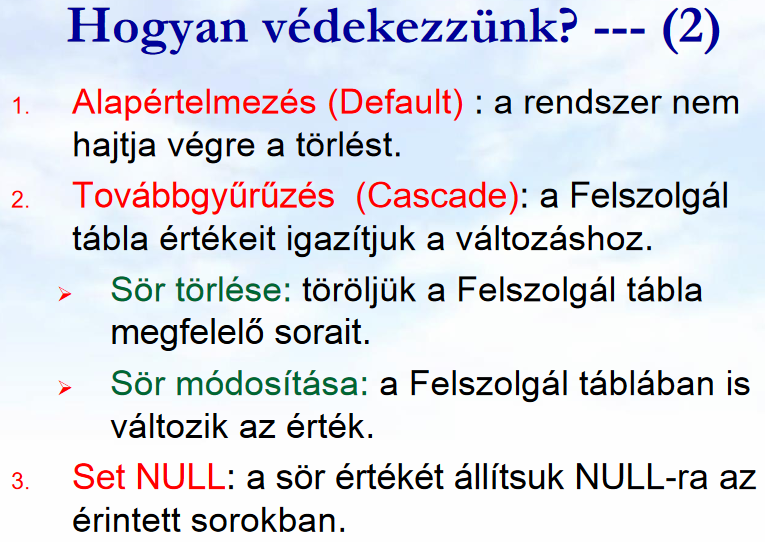 Hogyan védekezzünk? --- (2)
1. Alapértelmezés (Default) : a rendszer nem
hajtja végre a törlést.
2. Továbbgyűrűzés (Cascade): a Felszolgál
tábla értékeit igazítjuk a változáshoz.
➢ Sör törlése: töröljük a Felszolgál tábla
megfelelő sorait.
➢ Sör módosítása: a Felszolgál táblában is
változik az érték.
3. Set NULL: a sör értékét állítsuk NULL-ra az
érintett sorokban.